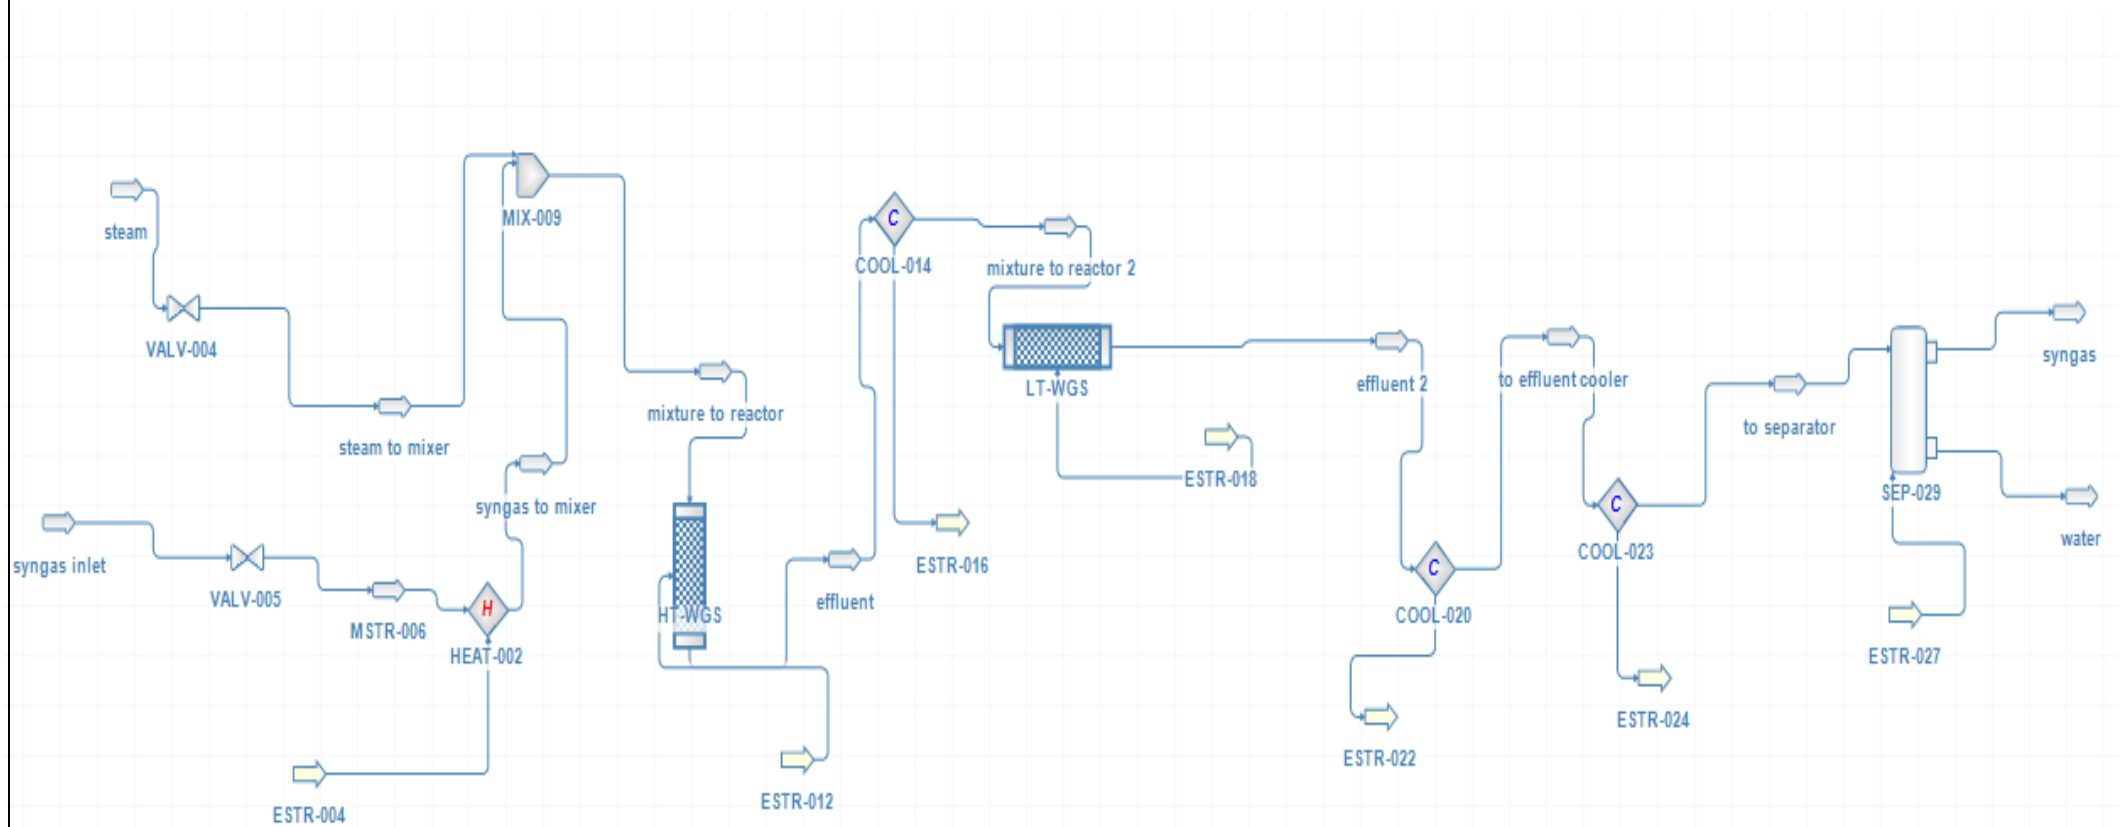 steam
VALV-004
steam to mixer
syngas inlet
VALV-005
MSTR-006
H
HEAT-002
ESTR-004
syngas to mixer
MIX-009
mixture to reactor
HT-WGS
ESTR-012
effluent
C
COOL-014
ESTR-016
mixture to reactor 2
LT-WGS
ESTR-018
effluent 2
C
COOL-020
ESTR-022
to effluent cooler
C
COOL-023
ESTR-024
to separator
SEP-029
ESTR-027
syngas
water